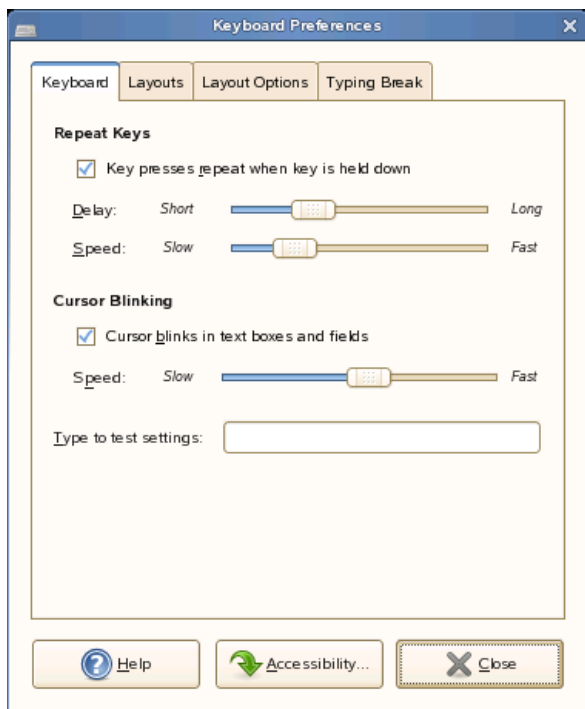 Keyboard Preferences
Keyboard Layouts Layout Options Typing Break
Repeat Keys
Key presses repeat when key is held down
Delay: Short Long
Speed: Slow Fast
Cursor Blinking
Cursor blinks in text boxes and fields
Speed: Slow Fast
Type to test settings:
Help Accessibility... Close